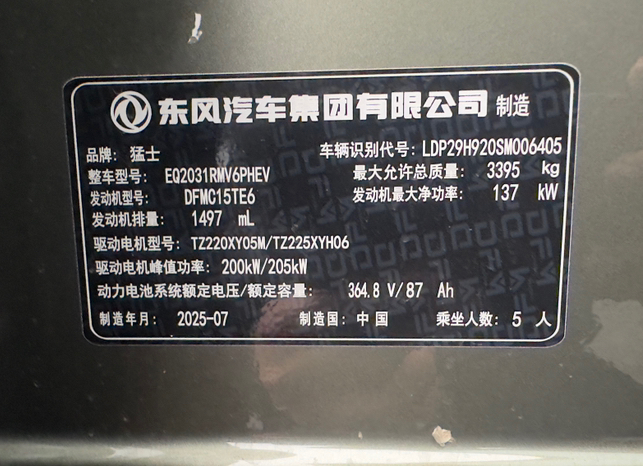 东风汽车集团有限公司 制造
品牌: 猛士 车辆识别代号: LDP29H920SM006405
整车型号: EQ2031RMV6PHEV 最大允许总质量: 3395 kg
发动机型号: DFMC15TE6 发动机最大净功率: 137 kW
发动机排量: 1497 mL
驱动电机型号: TZ220XY05M/TZ225XYH06
驱动电机峰值功率: 200kW/205kW
动力电池系统额定电压/额定容量: 364.8 V/87 Ah
制造年月: 2025-07 制造国: 中国 乘坐人数: 5 人